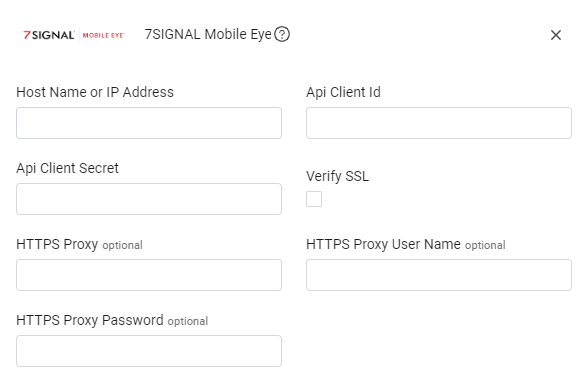 7SIGNAL MOBILE EYE 7SIGNAL Mobile Eye ?
Host Name or IP Address Api Client Id
Api Client Secret Verify SSL
HTTPS Proxy optional HTTPS Proxy User Name optional
HTTPS Proxy Password optional